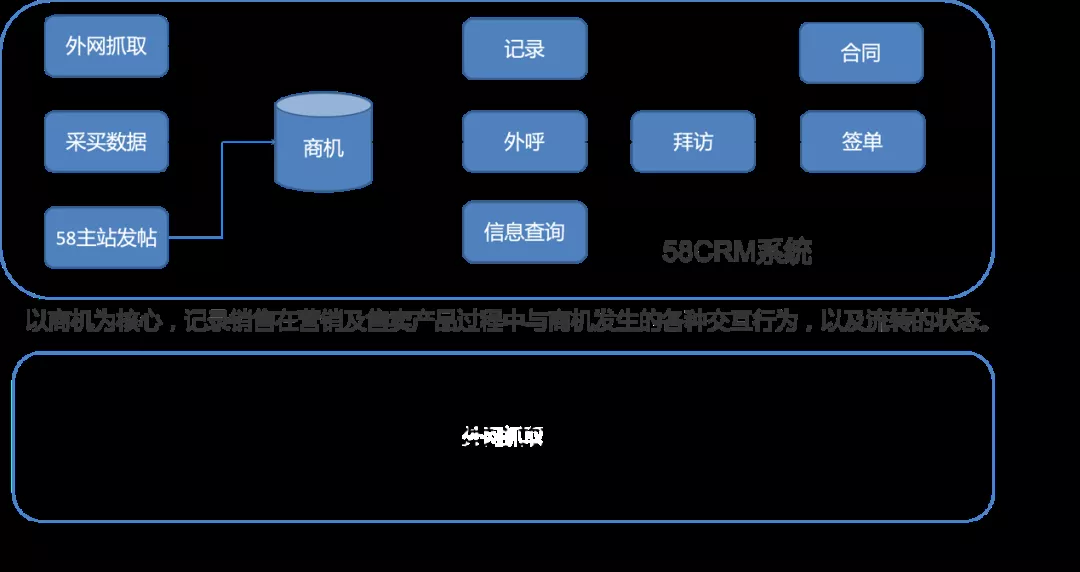 外网抓取
采买数据
58主站发帖
商机
记录
外呼
信息查询
拜访
合同
签单
58CRM系统
以商机为核心，记录销售在营销及售卖产品过程中与商机发生的各种交互行为，以及流转的状态。
外网抓取